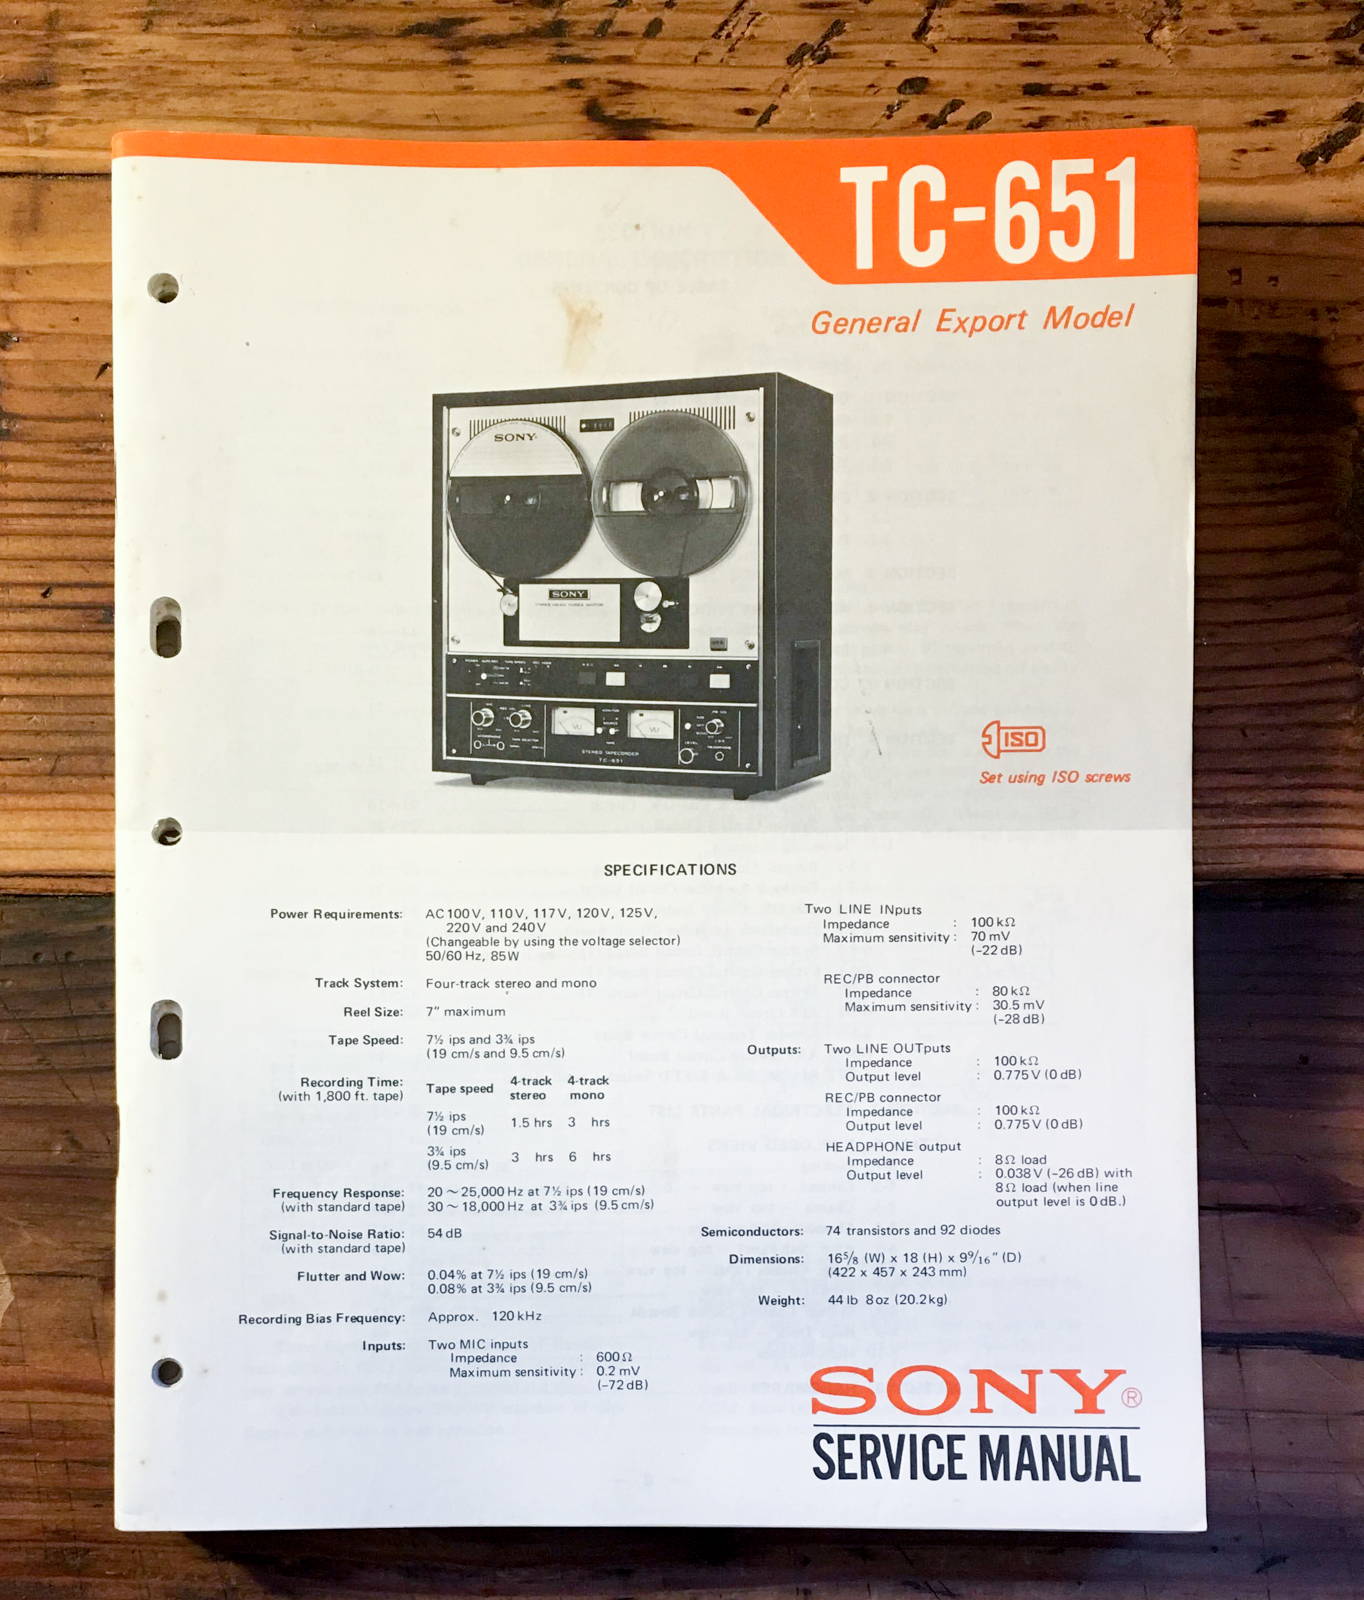 TC-651
General Export Model
SONY
SONY
THREE HEAD THREE MOTOR
STEREO TAPECORDER
TC-651
ISO
Set using ISO screws
SPECIFICATIONS
Power Requirements: AC 100 V, 110 V, 117 V, 120 V, 125 V,
220 V and 240 V
(Changeable by using the voltage selector)
50/60 Hz, 85 W
Track System: Four-track stereo and mono
Reel Size: 7" maximum
Tape Speed: 7½ ips and 3¾ ips
(19 cm/s and 9.5 cm/s)
Recording Time: Tape speed 4-track 4-track
(with 1,800 ft. tape) stereo mono
7½ ips
(19 cm/s) 1.5 hrs 3 hrs
3¾ ips
(9.5 cm/s) 3 hrs 6 hrs
Frequency Response: 20 ~ 25,000 Hz at 7½ ips (19 cm/s)
(with standard tape) 30 ~ 18,000 Hz at 3¾ ips (9.5 cm/s)
Signal-to-Noise Ratio: 54 dB
(with standard tape)
Flutter and Wow: 0.04% at 7½ ips (19 cm/s)
0.08% at 3¾ ips (9.5 cm/s)
Recording Bias Frequency: Approx. 120 kHz
Inputs: Two MIC inputs
Impedance : 600 Ω
Maximum sensitivity : 0.2 mV
(-72 dB)
Two LINE INputs
Impedance : 100 kΩ
Maximum sensitivity : 70 mV
(-22 dB)
REC/PB connector
Impedance : 80 kΩ
Maximum sensitivity : 30.5 mV
(-28 dB)
Outputs: Two LINE OUTputs
Impedance : 100 kΩ
Output level : 0.775 V (0 dB)
REC/PB connector
Impedance : 100 kΩ
Output level : 0.775 V (0 dB)
HEADPHONE output
Impedance : 8 Ω load
Output level : 0.038 V (-26 dB) with
8 Ω load (when line
output level is 0 dB.)
Semiconductors: 74 transistors and 92 diodes
Dimensions: 16⁵/₈ (W) x 18 (H) x 9⁹/₁₆" (D)
(422 x 457 x 243 mm)
Weight: 44 lb 8 oz (20.2 kg)
SONY®
SERVICE MANUAL